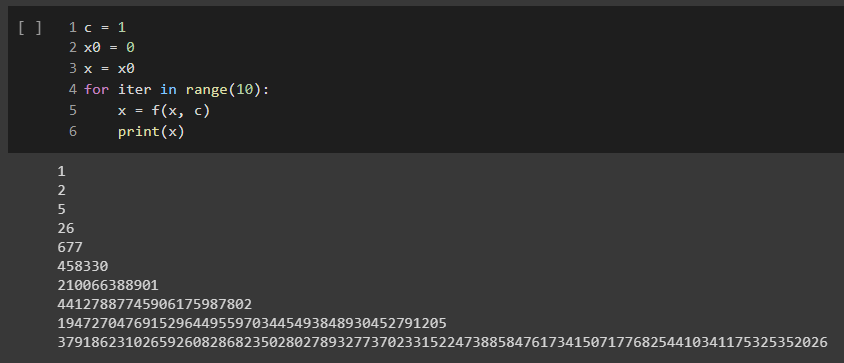 [ ] 1 c = 1
2 x0 = 0
3 x = x0
4 for iter in range(10):
5     x = f(x, c)
6     print(x)
1
2
5
26
677
458330
210066388901
44127887745906175987802
1947270476915296449559703445493848930452791205
3791862310265926082868235028027893277370233152247388584761734150717768254410341175325352026